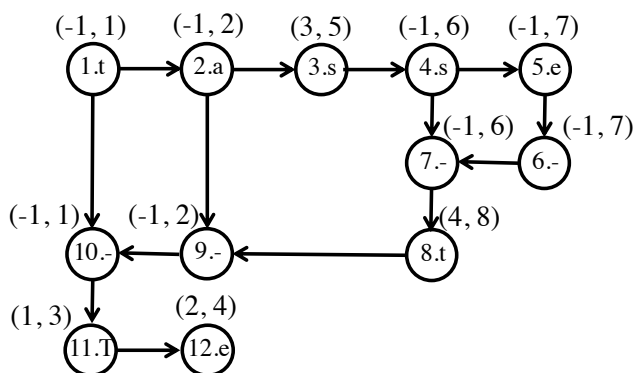 (-1, 1) (-1, 2) (3, 5) (-1, 6) (-1, 7)
1.t 2.a 3.s 4.s 5.e
(-1, 6) (-1, 7)
7.- 6.-
(-1, 1) (-1, 2) (4, 8)
10.- 9.- 8.t
(1, 3) (2, 4)
11.T 12.e